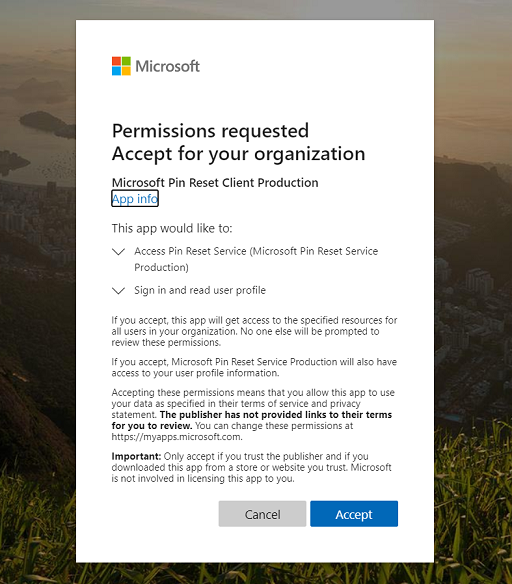 Microsoft
Permissions requested
Accept for your organization
Microsoft Pin Reset Client Production
App info
This app would like to:
Access Pin Reset Service (Microsoft Pin Reset Service
Production)
Sign in and read user profile
If you accept, this app will get access to the specified resources for
all users in your organization. No one else will be prompted to
review these permissions.
If you accept, Microsoft Pin Reset Service Production will also have
access to your user profile information.
Accepting these permissions means that you allow this app to use
your data as specified in their terms of service and privacy
statement. The publisher has not provided links to their terms
for you to review. You can change these permissions at
https://myapps.microsoft.com.
Important: Only accept if you trust the publisher and if you
downloaded this app from a store or website you trust. Microsoft
is not involved in licensing this app to you.
Cancel
Accept